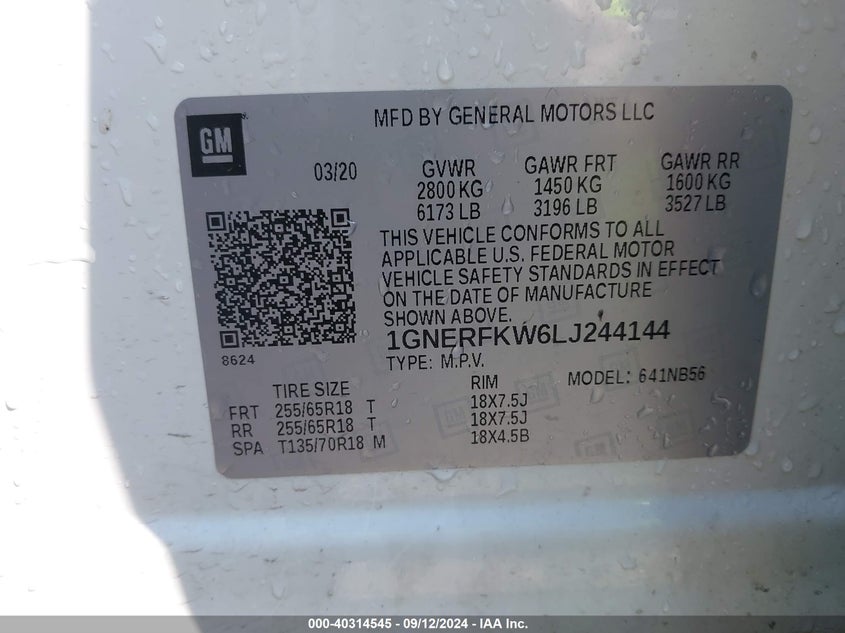 MFD BY GENERAL MOTORS LLC
GM
03/20
GVWR GAWR FRT GAWR RR
2800 KG 1450 KG 1600 KG
6173 LB 3196 LB 3527 LB
THIS VEHICLE CONFORMS TO ALL
APPLICABLE U.S. FEDERAL MOTOR
VEHICLE SAFETY STANDARDS IN EFFECT
ON THE DATE OF MANUFACTURE
SHOWN ABOVE.
1GNERFKW6LJ244144
8624
TYPE: M.P.V.
TIRE SIZE RIM MODEL: 641NB56
FRT 255/65R18 T 18X7.5J
RR 255/65R18 T 18X7.5J
SPA T135/70R18 M 18X4.5B
000-40314545 - 09/12/2024 - IAA Inc.